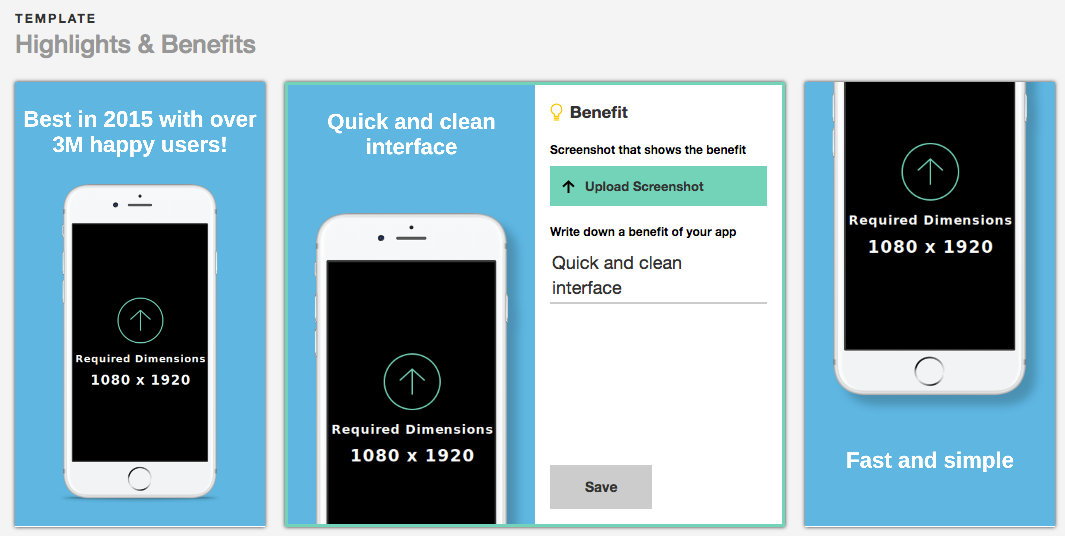 TEMPLATE
Highlights & Benefits
Best in 2015 with over
3M happy users!
Required Dimensions
1080 x 1920
Quick and clean
interface
Required Dimensions
1080 x 1920
Benefit
Screenshot that shows the benefit
Upload Screenshot
Write down a benefit of your app
Quick and clean
interface
Save
Required Dimensions
1080 x 1920
Fast and simple